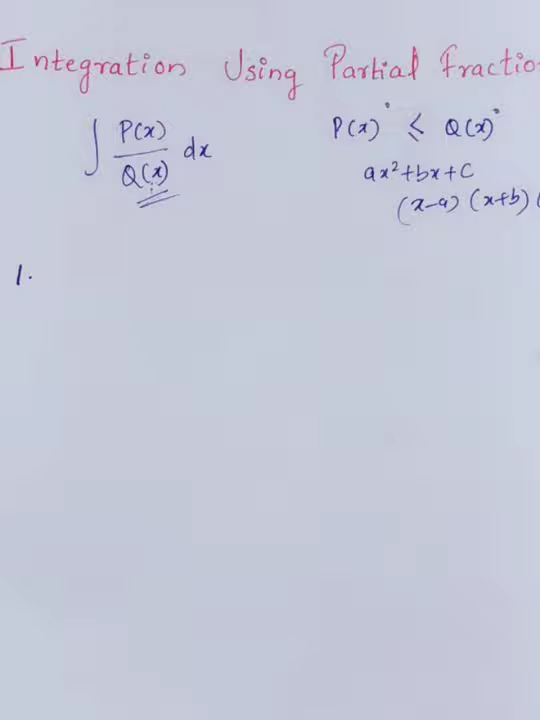 Integration Using Partial Fractio
∫ P(x)/Q(x) dx
P(x)° ≤ Q(x)°
ax²+bx+c
(x-a) (x+b) (
1.